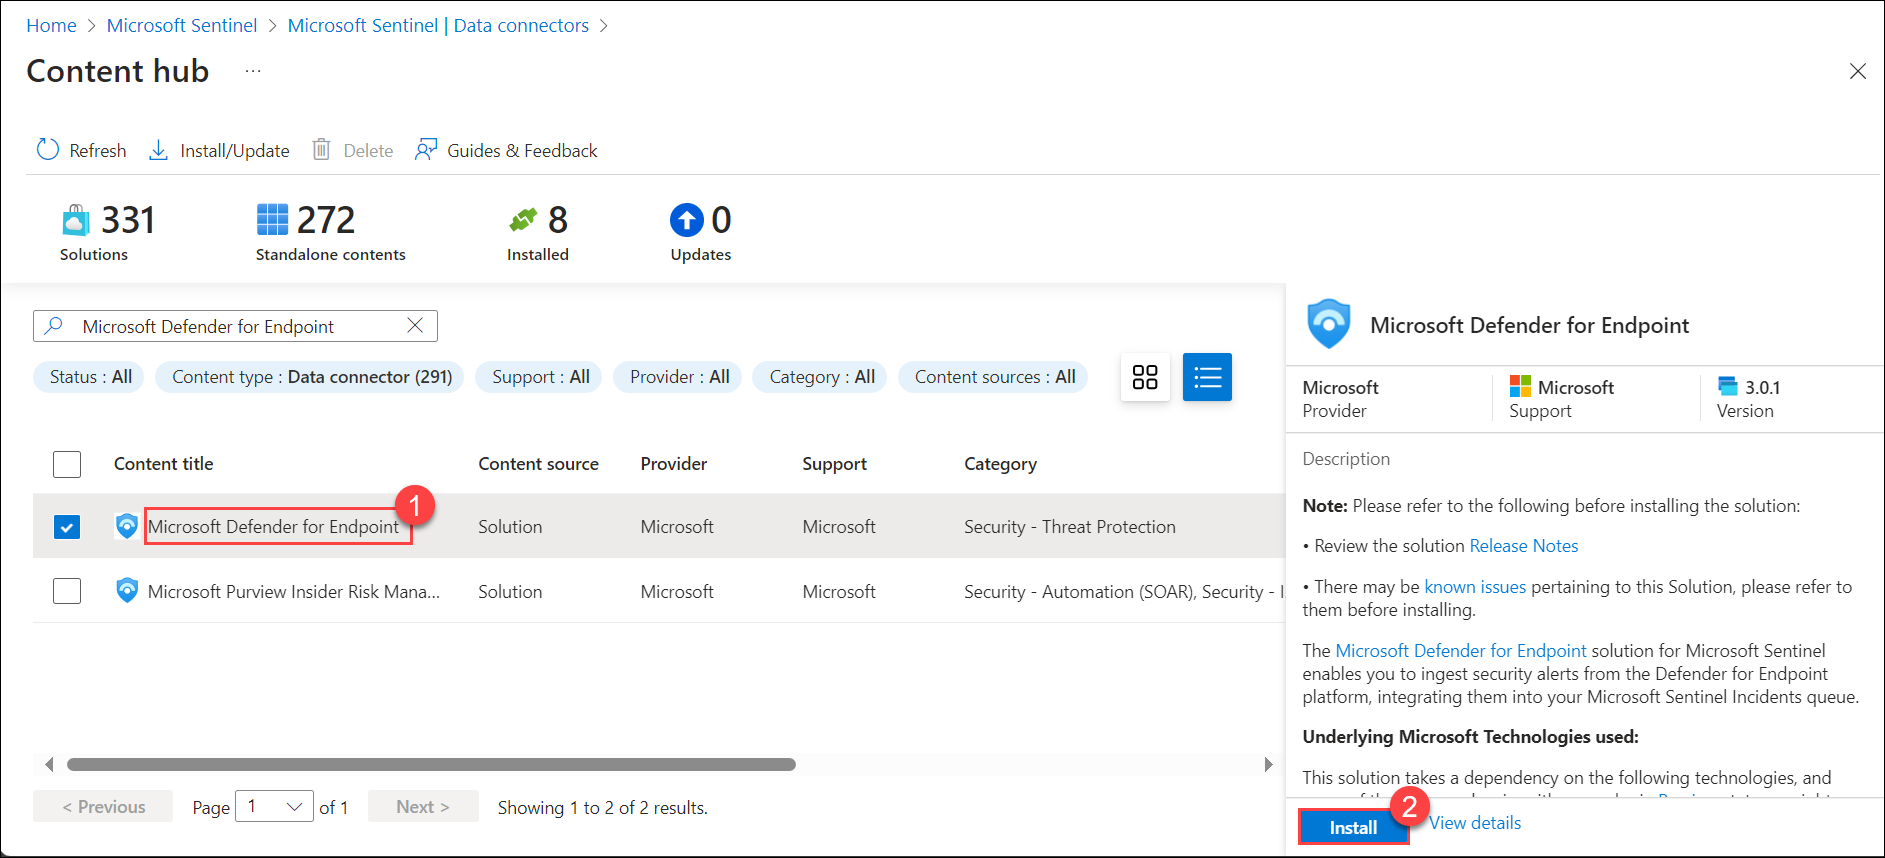 Home > Microsoft Sentinel > Microsoft Sentinel | Data connectors >
Content hub ...
Refresh Install/Update Delete Guides & Feedback
331 272 8 0
Solutions Standalone contents Installed Updates
Microsoft Defender for Endpoint
Status : All Content type : Data connector (291) Support : All Provider : All Category : All Content sources : All
Content title Content source Provider Support Category
1
Microsoft Defender for Endpoint Solution Microsoft Microsoft Security - Threat Protection
Microsoft Purview Insider Risk Mana... Solution Microsoft Microsoft Security - Automation (SOAR), Security - I
< Previous Page 1 of 1 Next > Showing 1 to 2 of 2 results.
Microsoft Defender for Endpoint
Microsoft Microsoft 3.0.1
Provider Support Version
Description
Note: Please refer to the following before installing the solution:
• Review the solution Release Notes
• There may be known issues pertaining to this Solution, please refer to
them before installing.
The Microsoft Defender for Endpoint solution for Microsoft Sentinel
enables you to ingest security alerts from the Defender for Endpoint
platform, integrating them into your Microsoft Sentinel Incidents queue.
Underlying Microsoft Technologies used:
This solution takes a dependency on the following technologies, and
2
Install View details